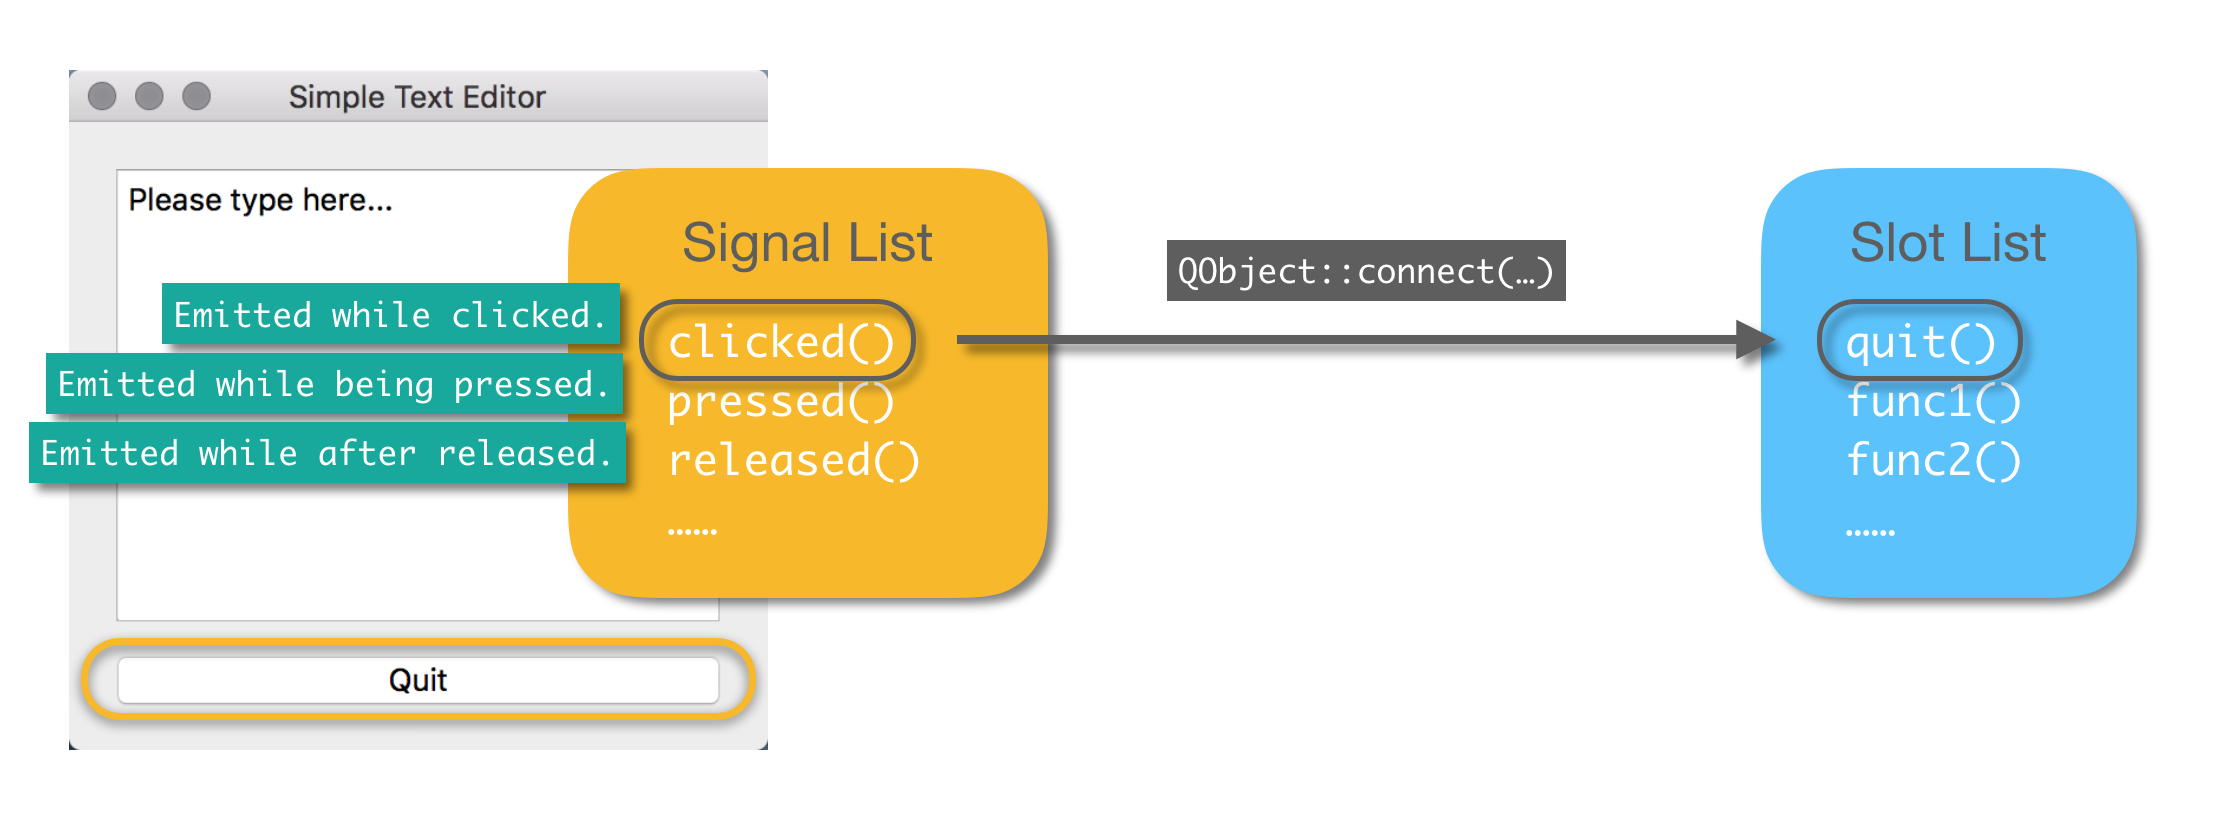 Simple Text Editor
Please type here...
Signal List
Emitted while clicked.
clicked()
Emitted while being pressed.
pressed()
Emitted while after released.
released()
……
Quit
QObject::connect(…)
Slot List
quit()
func1()
func2()
……